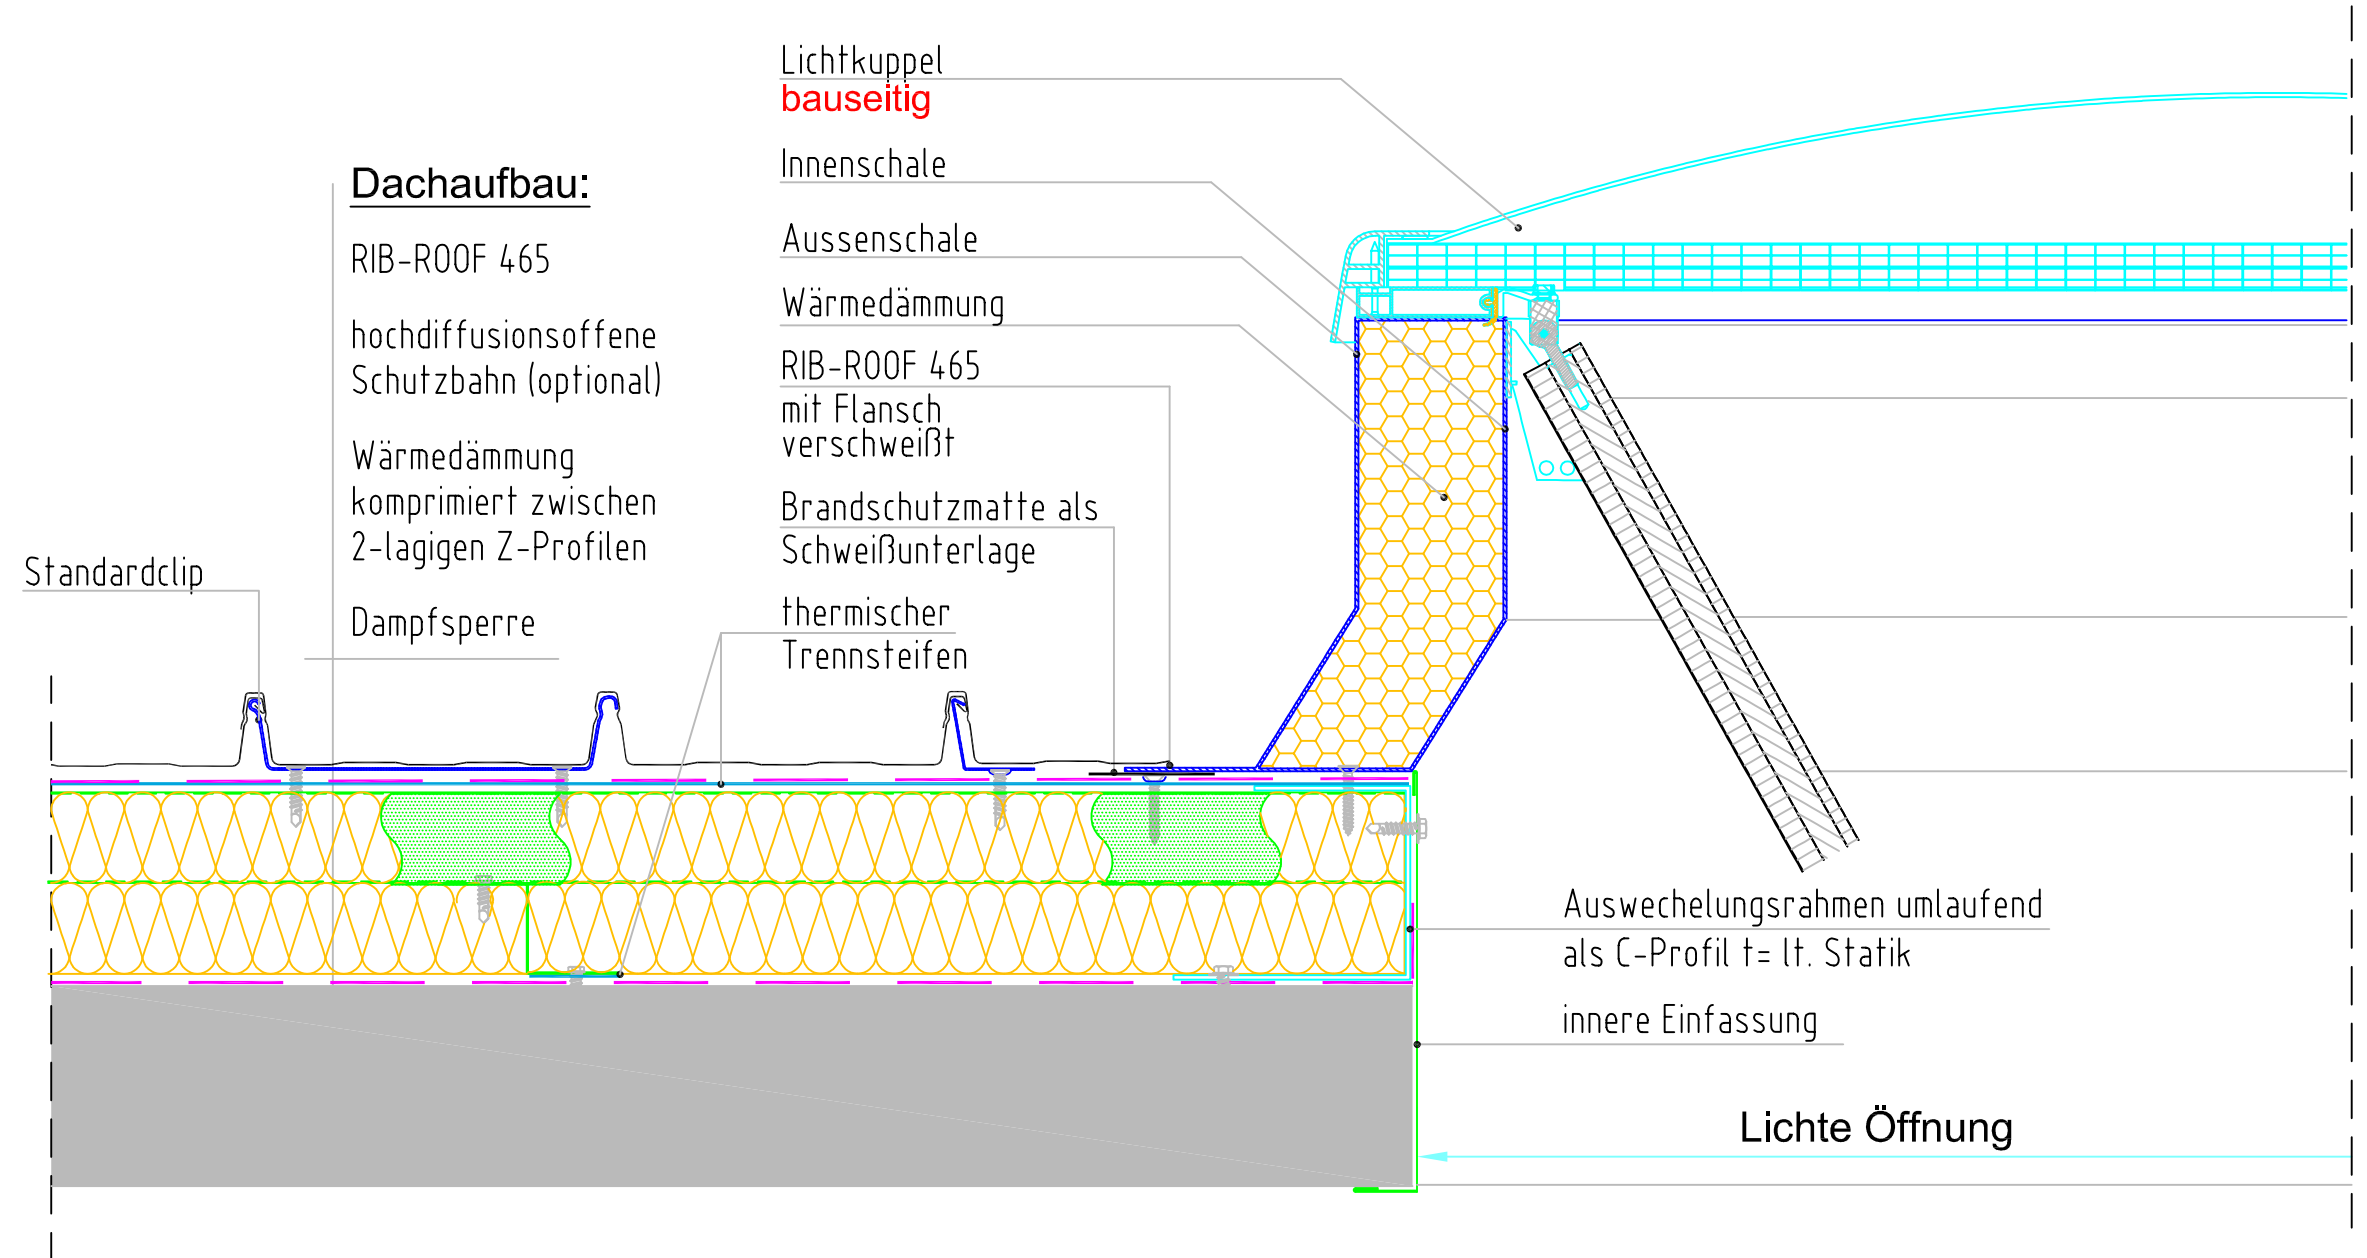 Lichtkuppel
bauseitig
Innenschale
Aussenschale
Wärmedämmung
RIB-ROOF 465
mit Flansch
verschweißt
Brandschutzmatte als
Schweißunterlage
thermischer
Trennsteifen
Dachaufbau:
RIB-ROOF 465
hochdiffusionsoffene
Schutzbahn (optional)
Wärmedämmung
komprimiert zwischen
2-lagigen Z-Profilen
Dampfsperre
Standardclip
Auswechelungsrahmen umlaufend
als C-Profil t= lt. Statik
innere Einfassung
Lichte Öffnung